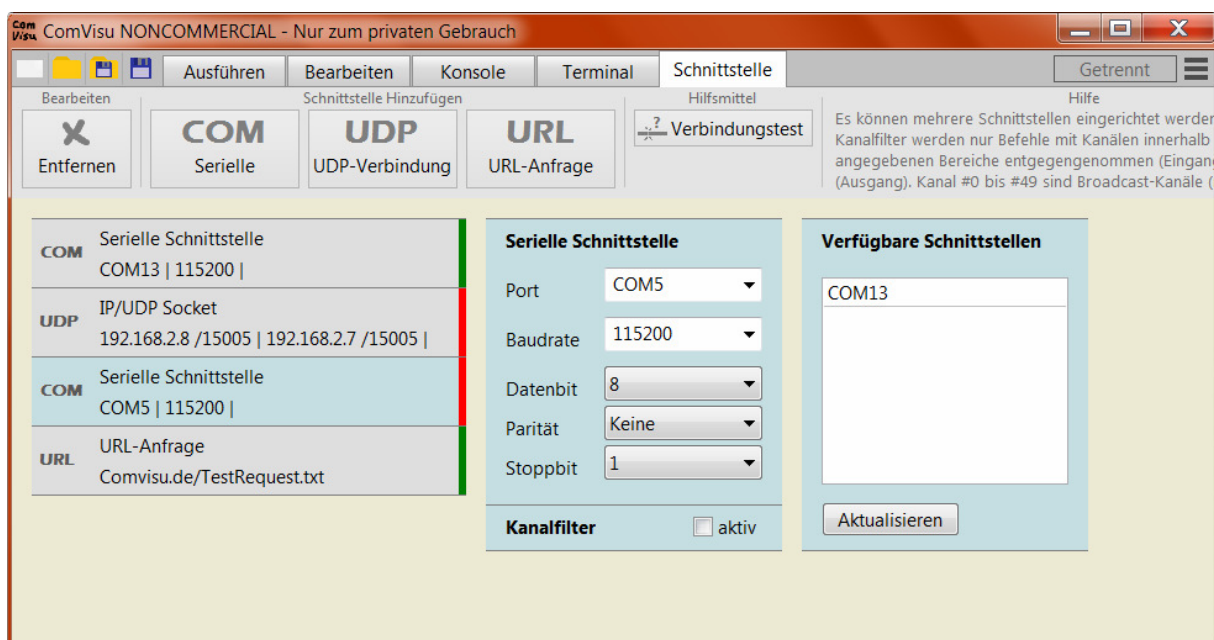 Com
Visu
ComVisu NONCOMMERCIAL - Nur zum privaten Gebrauch
Ausführen
Bearbeiten
Konsole
Terminal
Schnittstelle
Getrennt
Bearbeiten
Schnittstelle Hinzufügen
Hilfsmittel
Hilfe
Entfernen
COM
Serielle
UDP
UDP-Verbindung
URL
URL-Anfrage
? Verbindungstest
Es können mehrere Schnittstellen eingerichtet werden
Kanalfilter werden nur Befehle mit Kanälen innerhalb
angegebenen Bereiche entgegengenommen (Eingang
(Ausgang). Kanal #0 bis #49 sind Broadcast-Kanäle (
COM
Serielle Schnittstelle
COM13 | 115200 |
UDP
IP/UDP Socket
192.168.2.8 /15005 | 192.168.2.7 /15005 |
COM
Serielle Schnittstelle
COM5 | 115200 |
URL
URL-Anfrage
Comvisu.de/TestRequest.txt
Serielle Schnittstelle
Port
COM5
Baudrate
115200
Datenbit
8
Parität
Keine
Stoppbit
1
Kanalfilter
aktiv
Verfügbare Schnittstellen
COM13
Aktualisieren